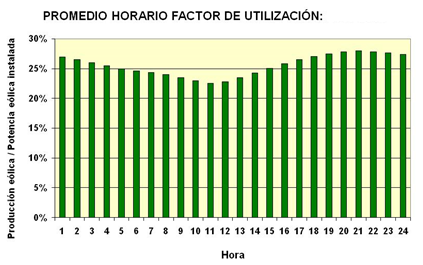 PROMEDIO HORARIO FACTOR DE UTILIZACIÓN:
Producción eólica / Potencia eólica instalada
30%
25%
20%
15%
10%
5%
0%
1 2 3 4 5 6 7 8 9 10 11 12 13 14 15 16 17 18 19 20 21 22 23 24
Hora